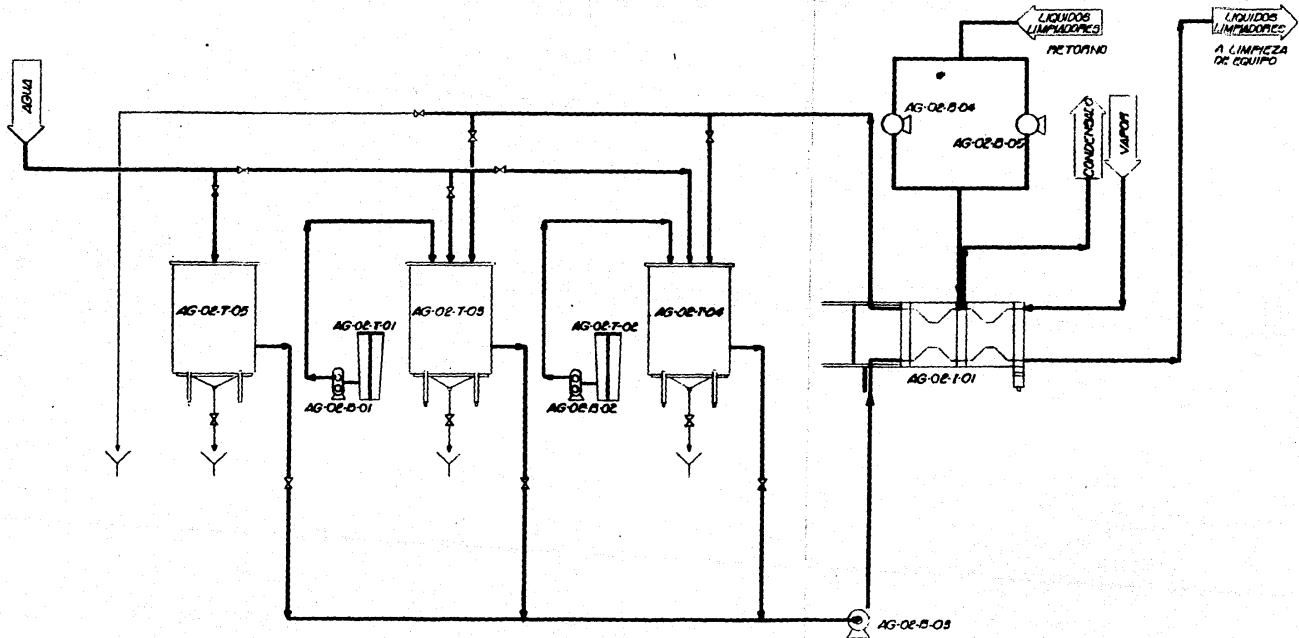 LIQUIDOS
LIMPIADORES
RETORNO
LIQUIDOS
LIMPIADORES
A LIMPIEZA
DE EQUIPO
AGUA
AG-02-B-04
AG-02-B-05
CONDENSADO
VAPOR
AG-02-T-05
AG-02-T-03
AG-02-T-04
AG-02-T-01
AG-02-T-02
AG-02-B-01
AG-02-B-02
AG-02-I-01
AG-02-B-03